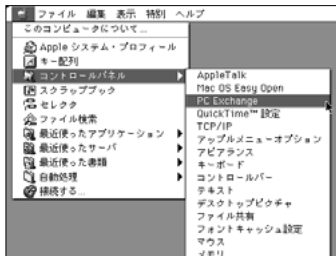 ファイル 編集 表示 特別 ヘルプ
このコンピュータについて...
Apple システム・プロフィール
キー配列
コントロールパネル
スクラップブック
セレクタ
ファイル検索
最近使ったアプリケーション
最近使ったサーバ
最近使った書類
自動処理
接続する...
AppleTalk
Mac OS Easy Open
PC Exchange
QuickTime™ 設定
TCP/IP
アップルメニューオプション
アピアランス
キーボード
コントロールバー
テキスト
デスクトップピクチャ
ファイル共有
フォントキャッシュ設定
マウス
メモリ